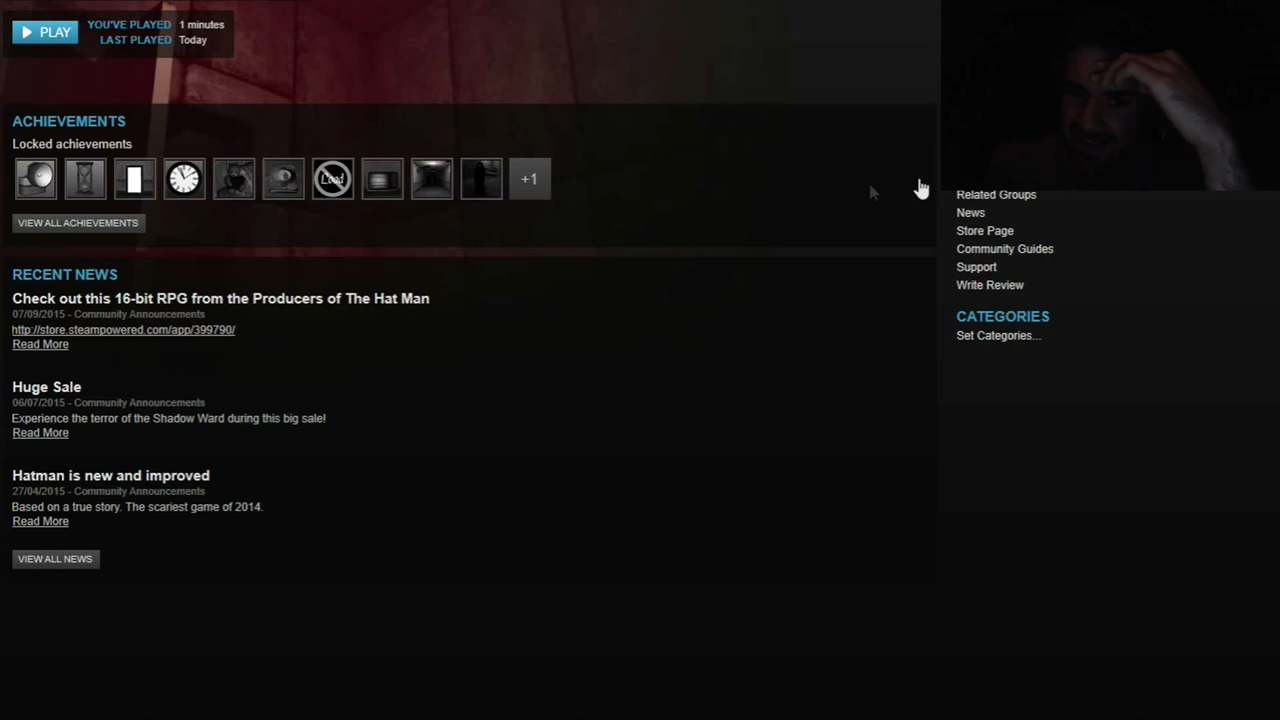 PLAY
YOU'VE PLAYED 1 minutes
LAST PLAYED Today
ACHIEVEMENTS
Locked achievements
Load
+1
VIEW ALL ACHIEVEMENTS
RECENT NEWS
Check out this 16-bit RPG from the Producers of The Hat Man
07/09/2015 - Community Announcements
http://store.steampowered.com/app/399790/
Read More
Huge Sale
06/07/2015 - Community Announcements
Experience the terror of the Shadow Ward during this big sale!
Read More
Hatman is new and improved
27/04/2015 - Community Announcements
Based on a true story. The scariest game of 2014.
Read More
VIEW ALL NEWS
Related Groups
News
Store Page
Community Guides
Support
Write Review
CATEGORIES
Set Categories...